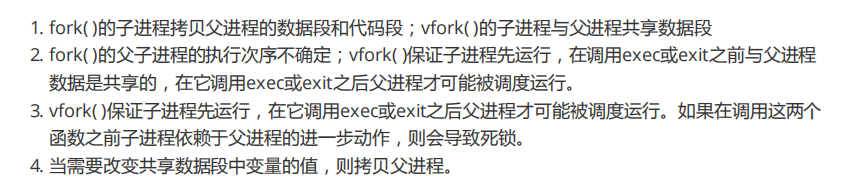 1. fork( )的子进程拷贝父进程的数据段和代码段；vfork( )的子进程与父进程共享数据段
2. fork( )的父子进程的执行次序不确定；vfork( )保证子进程先运行，在调用exec或exit之前与父进程
数据是共享的，在它调用exec或exit之后父进程才可能被调度运行。
3. vfork( )保证子进程先运行，在它调用exec或exit之后父进程才可能被调度运行。如果在调用这两个
函数之前子进程依赖于父进程的进一步动作，则会导致死锁。
4. 当需要改变共享数据段中变量的值，则拷贝父进程。